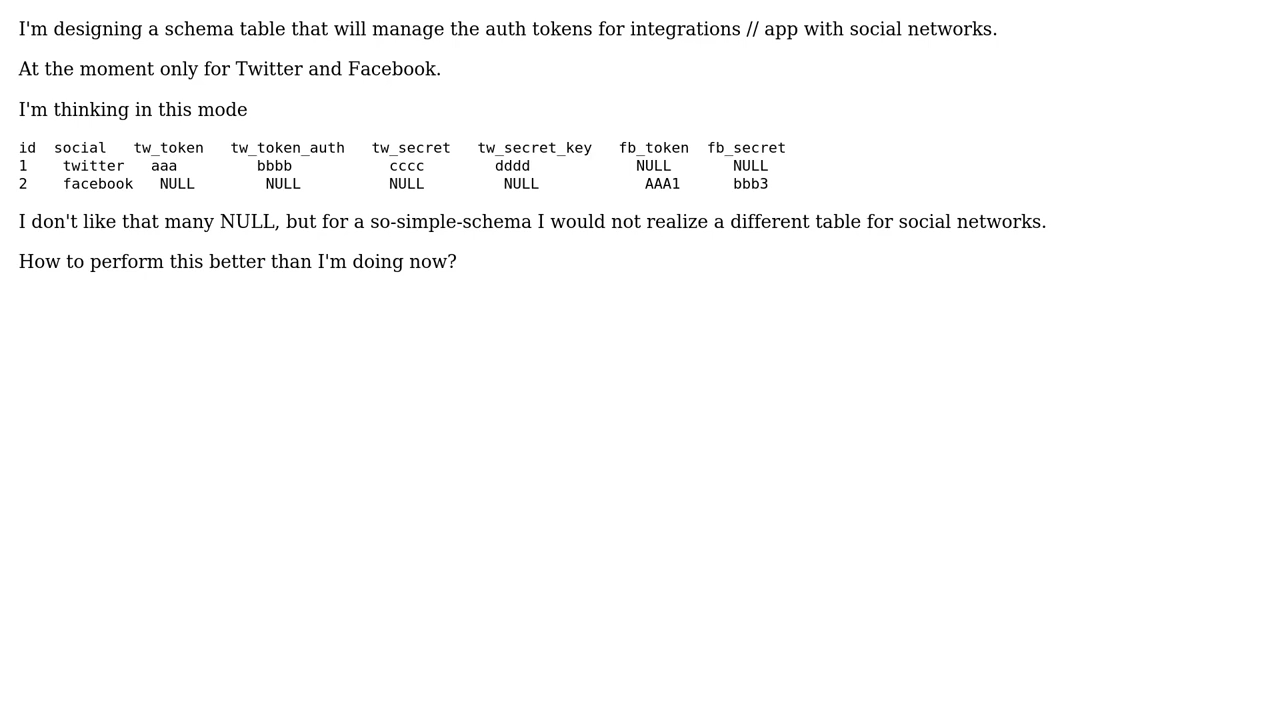 I'm designing a schema table that will manage the auth tokens for integrations // app with social networks.
At the moment only for Twitter and Facebook.
I'm thinking in this mode
id  social   tw_token   tw_token_auth   tw_secret   tw_secret_key   fb_token  fb_secret
1    twitter   aaa         bbbb           cccc        dddd            NULL       NULL
2    facebook   NULL        NULL          NULL         NULL            AAA1      bbb3
I don't like that many NULL, but for a so-simple-schema I would not realize a different table for social networks.
How to perform this better than I'm doing now?